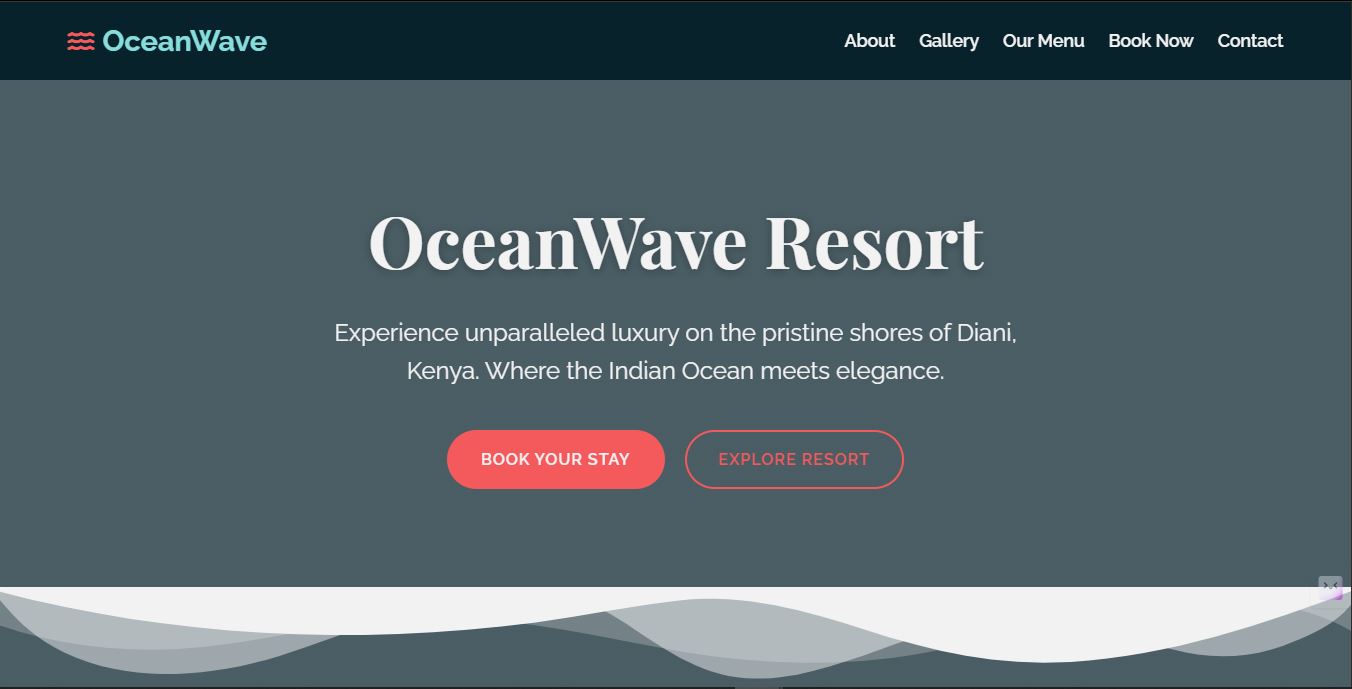 OceanWave
About Gallery Our Menu Book Now Contact
OceanWave Resort
Experience unparalleled luxury on the pristine shores of Diani,
Kenya. Where the Indian Ocean meets elegance.
BOOK YOUR STAY
EXPLORE RESORT